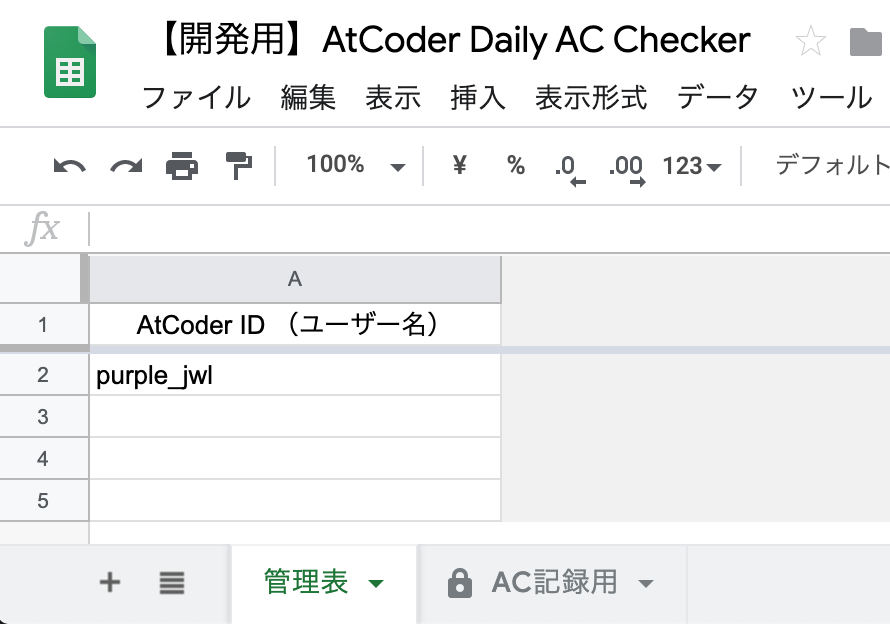 【開発用】AtCoder Daily AC Checker
ファイル 編集 表示 挿入 表示形式 データ ツール
100% ¥ % .0 .00 123 デフォルト
fx
A
1 AtCoder ID （ユーザー名）
2 purple_jwl
3
4
5
管理表 AC記録用